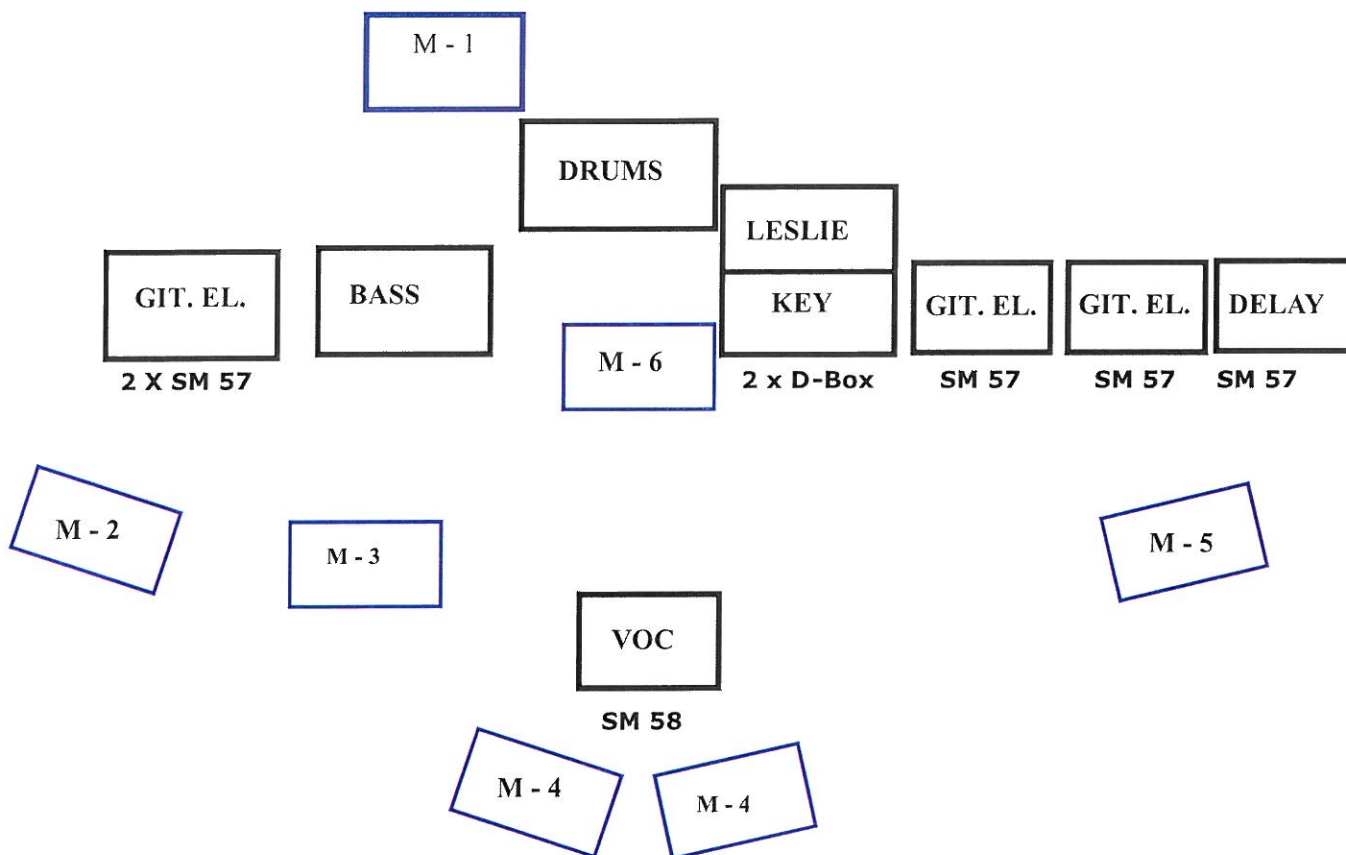 M - 1
DRUMS
LESLIE
GIT. EL.
BASS
KEY
GIT. EL.
GIT. EL.
DELAY
M - 6
2 X SM 57
2 x D-Box
SM 57
SM 57
SM 57
M - 2
M - 3
M - 5
VOC
SM 58
M - 4
M - 4